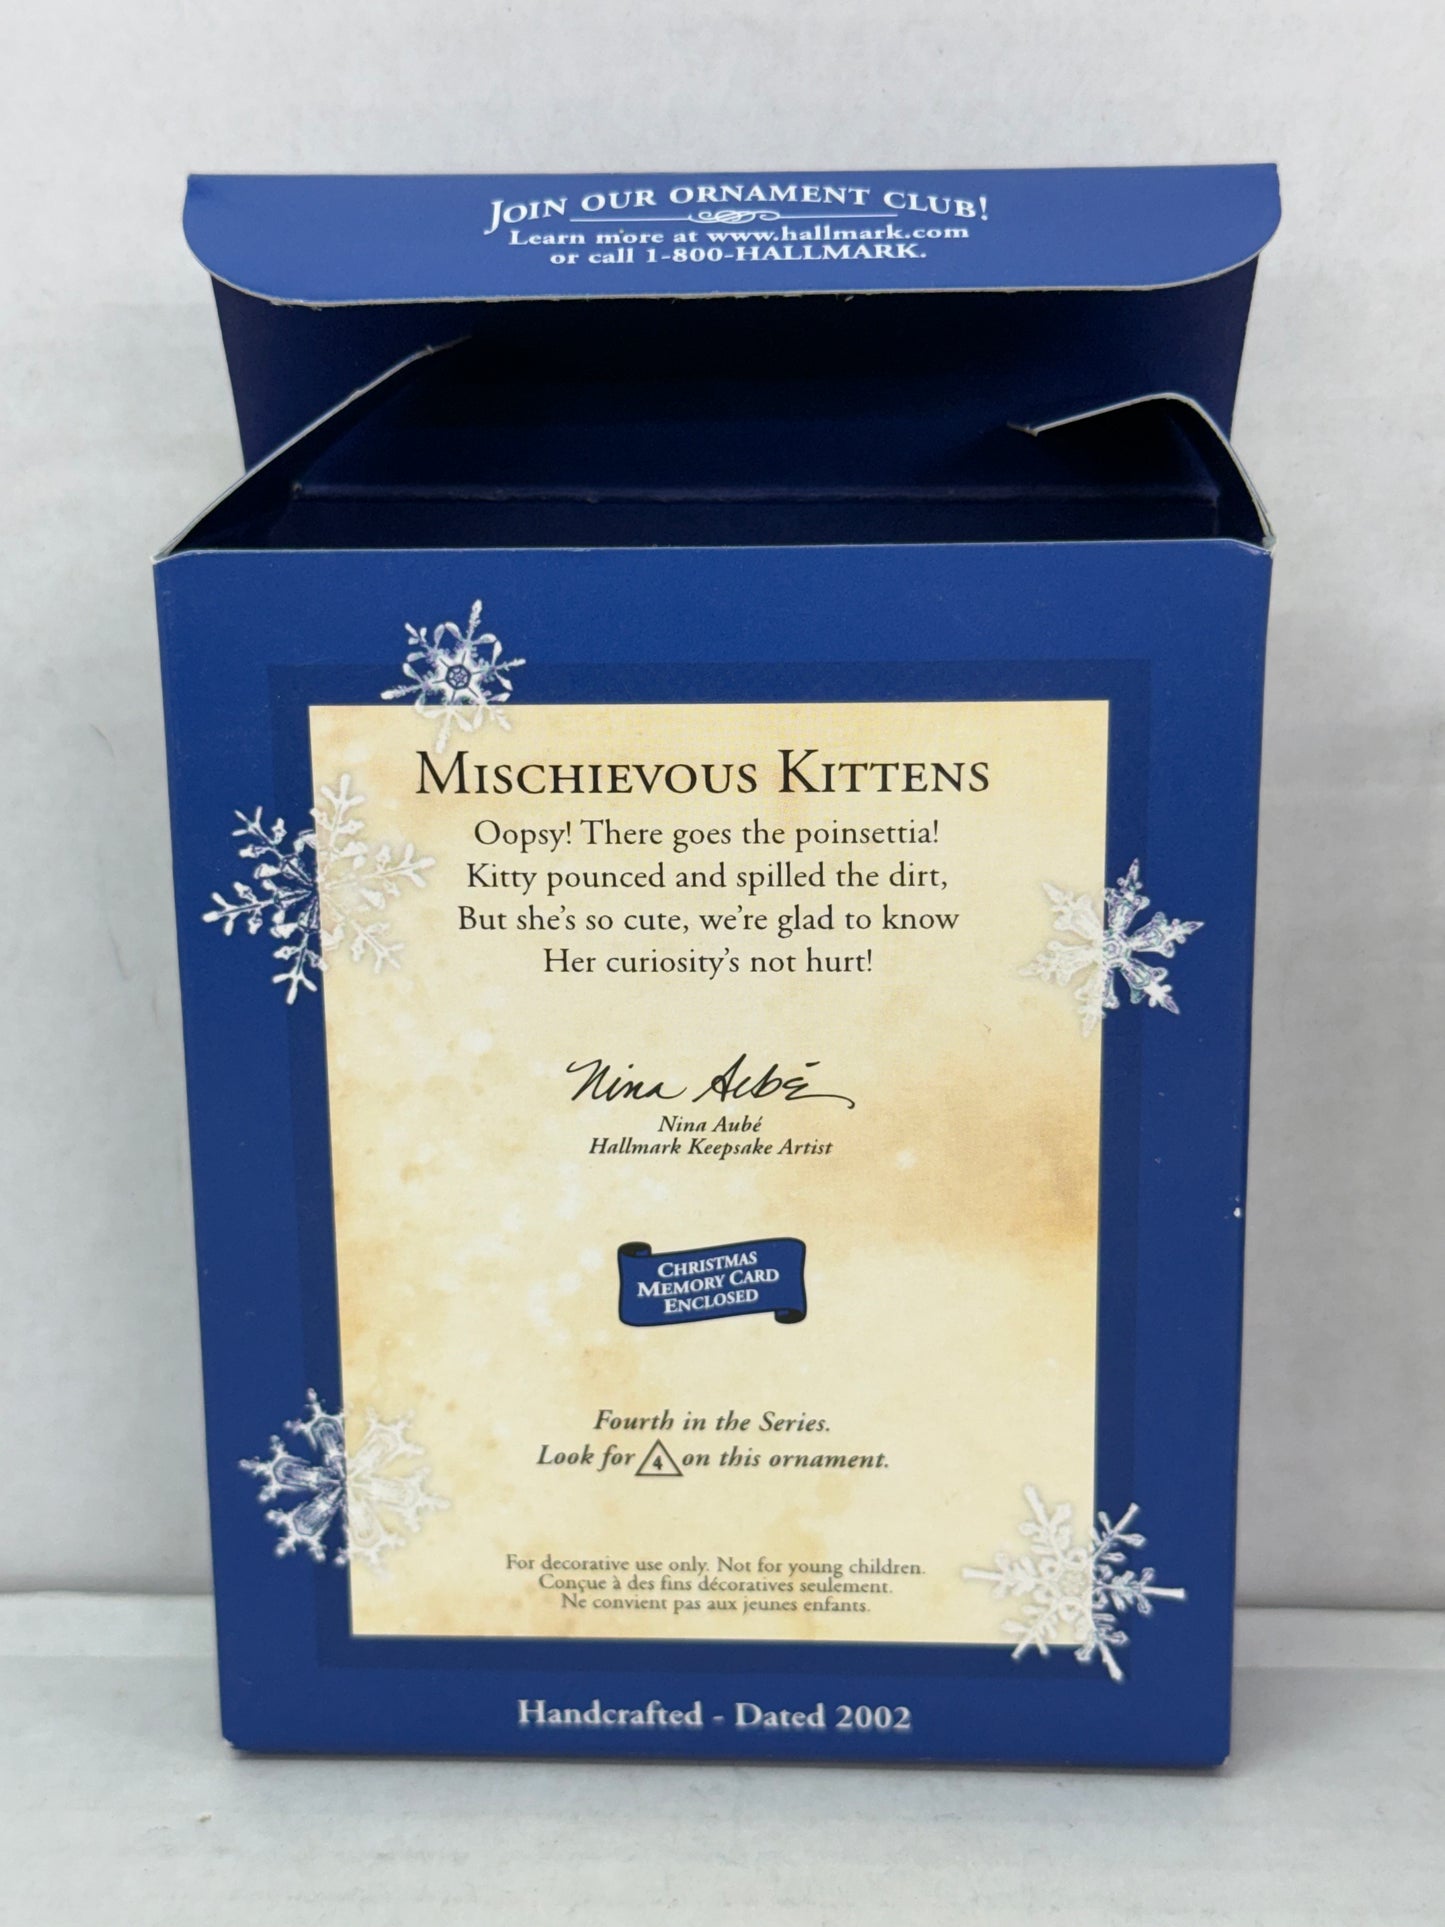 JOIN OUR ORNAMENT CLUB!
Learn more at www.hallmark.com
or call 1-800-HALLMARK.
MISCHIEVOUS KITTENS
Oopsy! There goes the poinsettia!
Kitty pounced and spilled the dirt,
But she's so cute, we're glad to know
Her curiosity's not hurt!
Nina Aubé
Nina Aubé
Hallmark Keepsake Artist
CHRISTMAS
MEMORY CARD
ENCLOSED
Fourth in the Series.
Look for 4 on this ornament.
For decorative use only. Not for young children.
Conçue à des fins décoratives seulement.
Ne convient pas aux jeunes enfants.
Handcrafted - Dated 2002